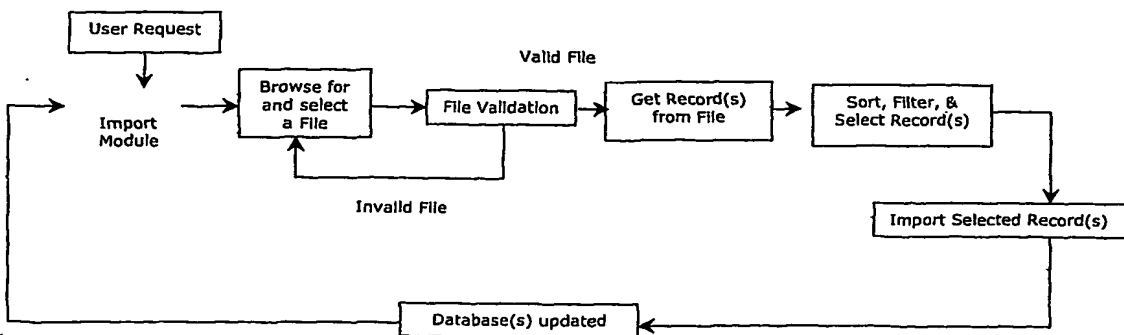 User Request
Valid File
Import
Module
Browse for
and select
a File
File Validation
Get Record(s)
from File
Sort, Filter, &
Select Record(s)
Invalid File
Import Selected Record(s)
Database(s) updated